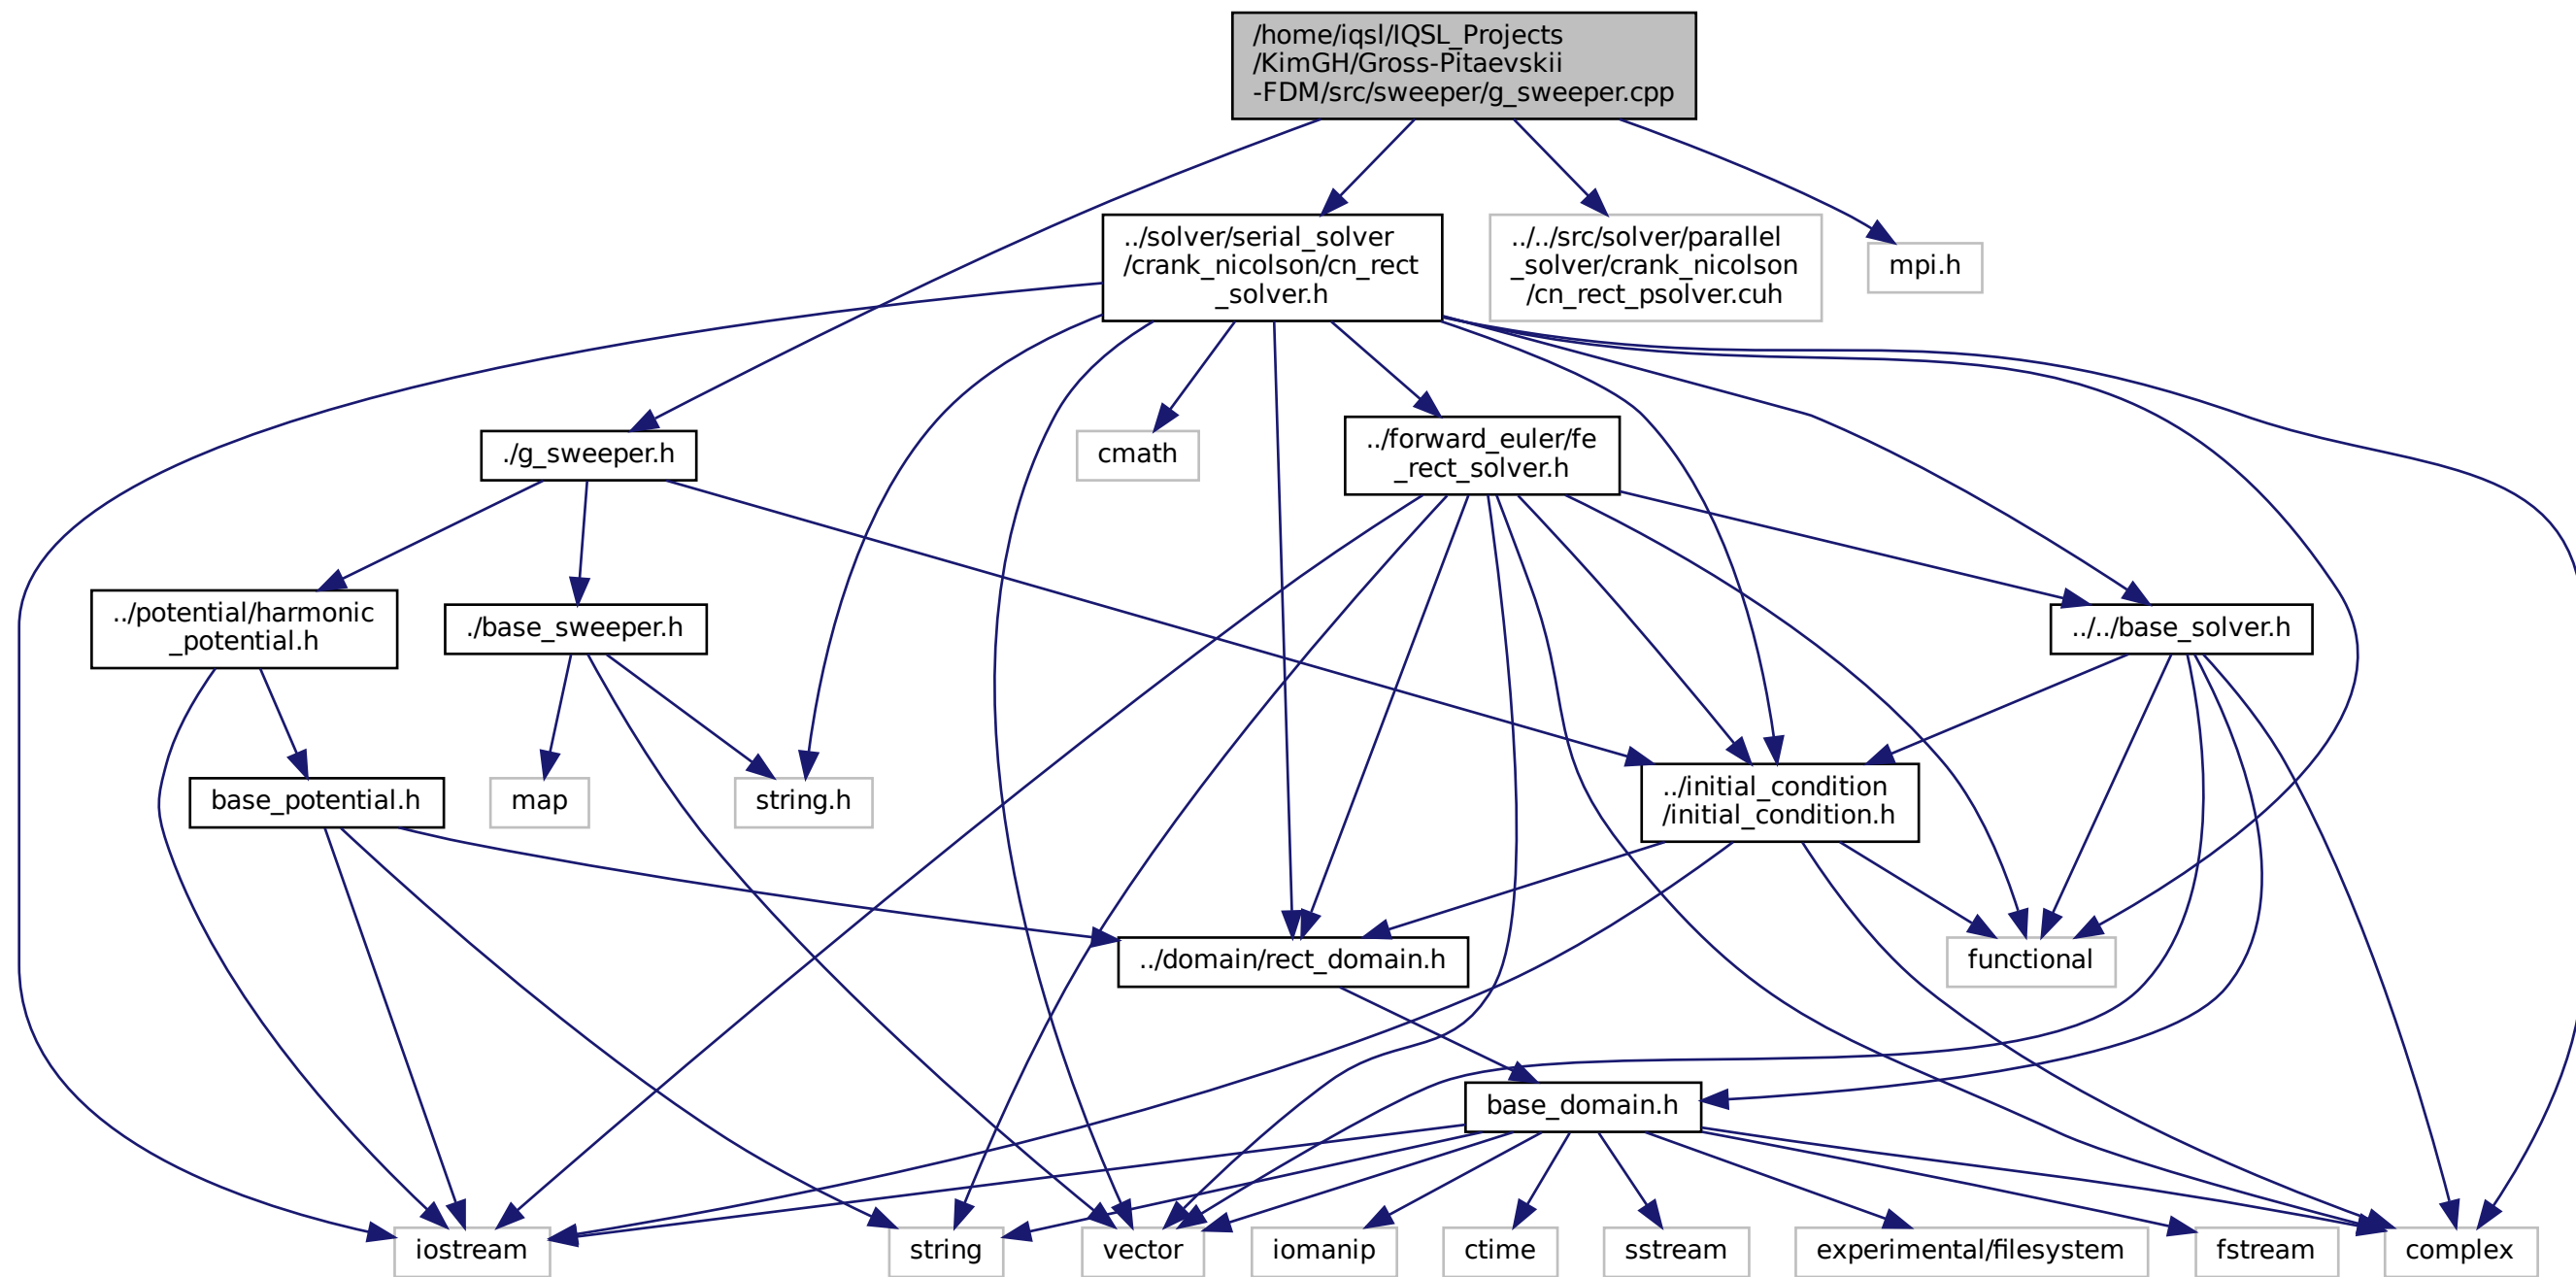 /home/iqsl/IQSL_Projects
/KimGH/Gross-Pitaevskii
-FDM/src/sweeper/g_sweeper.cpp
../solver/serial_solver
/crank_nicolson/cn_rect
_solver.h
../../src/solver/parallel
_solver/crank_nicolson
/cn_rect_psolver.cuh
mpi.h
./g_sweeper.h
cmath
../forward_euler/fe
_rect_solver.h
../potential/harmonic
_potential.h
./base_sweeper.h
../../base_solver.h
base_potential.h
map
string.h
../initial_condition
/initial_condition.h
../domain/rect_domain.h
functional
base_domain.h
iostream
string
vector
iomanip
ctime
sstream
experimental/filesystem
fstream
complex